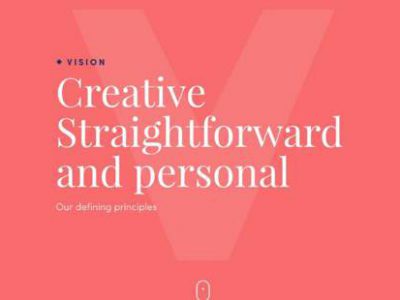 VISION
Creative
Straightforward
and personal
Our defining principles
V